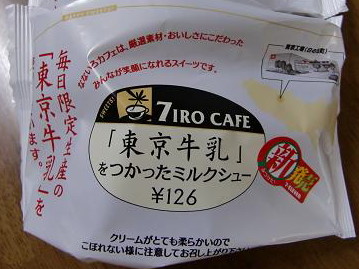 なないろカフェは、厳選素材・おいしさにこだわった
みんなが笑顔になれるスイーツです。
毎日限定生産の
「東京牛乳」を
ます。
SWEETS
7IRO CAFE
「東京牛乳」
をつかったミルクシュー
¥126
クリームがとても柔らかいので
こぼれない様に注意してお召し上がり